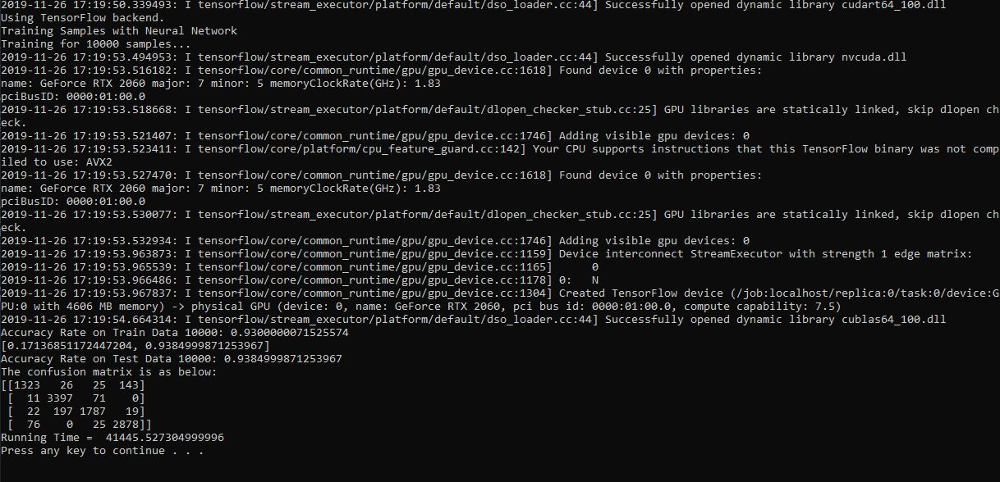 2019-11-26 17:19:50.339493: I tensorflow/stream_executor/platform/default/dso_loader.cc:44] Successfully opened dynamic library cudart64_100.dll
Using TensorFlow backend.
Training Samples with Neural Network
Training for 10000 samples...
2019-11-26 17:19:53.494953: I tensorflow/stream_executor/platform/default/dso_loader.cc:44] Successfully opened dynamic library nvcuda.dll
2019-11-26 17:19:53.516182: I tensorflow/core/common_runtime/gpu/gpu_device.cc:1618] Found device 0 with properties:
name: GeForce RTX 2060 major: 7 minor: 5 memoryClockRate(GHz): 1.83
pciBusID: 0000:01:00.0
2019-11-26 17:19:53.518668: I tensorflow/stream_executor/platform/default/dlopen_checker_stub.cc:25] GPU libraries are statically linked, skip dlopen ch
eck.
2019-11-26 17:19:53.521407: I tensorflow/core/common_runtime/gpu/gpu_device.cc:1746] Adding visible gpu devices: 0
2019-11-26 17:19:53.523411: I tensorflow/core/platform/cpu_feature_guard.cc:142] Your CPU supports instructions that this TensorFlow binary was not comp
iled to use: AVX2
2019-11-26 17:19:53.527470: I tensorflow/core/common_runtime/gpu/gpu_device.cc:1618] Found device 0 with properties:
name: GeForce RTX 2060 major: 7 minor: 5 memoryClockRate(GHz): 1.83
pciBusID: 0000:01:00.0
2019-11-26 17:19:53.530077: I tensorflow/stream_executor/platform/default/dlopen_checker_stub.cc:25] GPU libraries are statically linked, skip dlopen ch
eck.
2019-11-26 17:19:53.532934: I tensorflow/core/common_runtime/gpu/gpu_device.cc:1746] Adding visible gpu devices: 0
2019-11-26 17:19:53.963873: I tensorflow/core/common_runtime/gpu/gpu_device.cc:1159] Device interconnect StreamExecutor with strength 1 edge matrix:
2019-11-26 17:19:53.965539: I tensorflow/core/common_runtime/gpu/gpu_device.cc:1165]      0
2019-11-26 17:19:53.966486: I tensorflow/core/common_runtime/gpu/gpu_device.cc:1178] 0:   N
2019-11-26 17:19:53.967837: I tensorflow/core/common_runtime/gpu/gpu_device.cc:1304] Created TensorFlow device (/job:localhost/replica:0/task:0/device:G
PU:0 with 4606 MB memory) -> physical GPU (device: 0, name: GeForce RTX 2060, pci bus id: 0000:01:00.0, compute capability: 7.5)
2019-11-26 17:19:54.664314: I tensorflow/stream_executor/platform/default/dso_loader.cc:44] Successfully opened dynamic library cublas64_100.dll
Accuracy Rate on Train Data 10000: 0.9300000071525574
[0.17136851172447204, 0.9384999871253967]
Accuracy Rate on Test Data 10000: 0.9384999871253967
The confusion matrix is as below:
[[1323   26   25  143]
 [  11 3397   71    0]
 [  22  197 1787   19]
 [  76    0   25 2878]]
Running Time =  41445.527304999996
Press any key to continue . . .